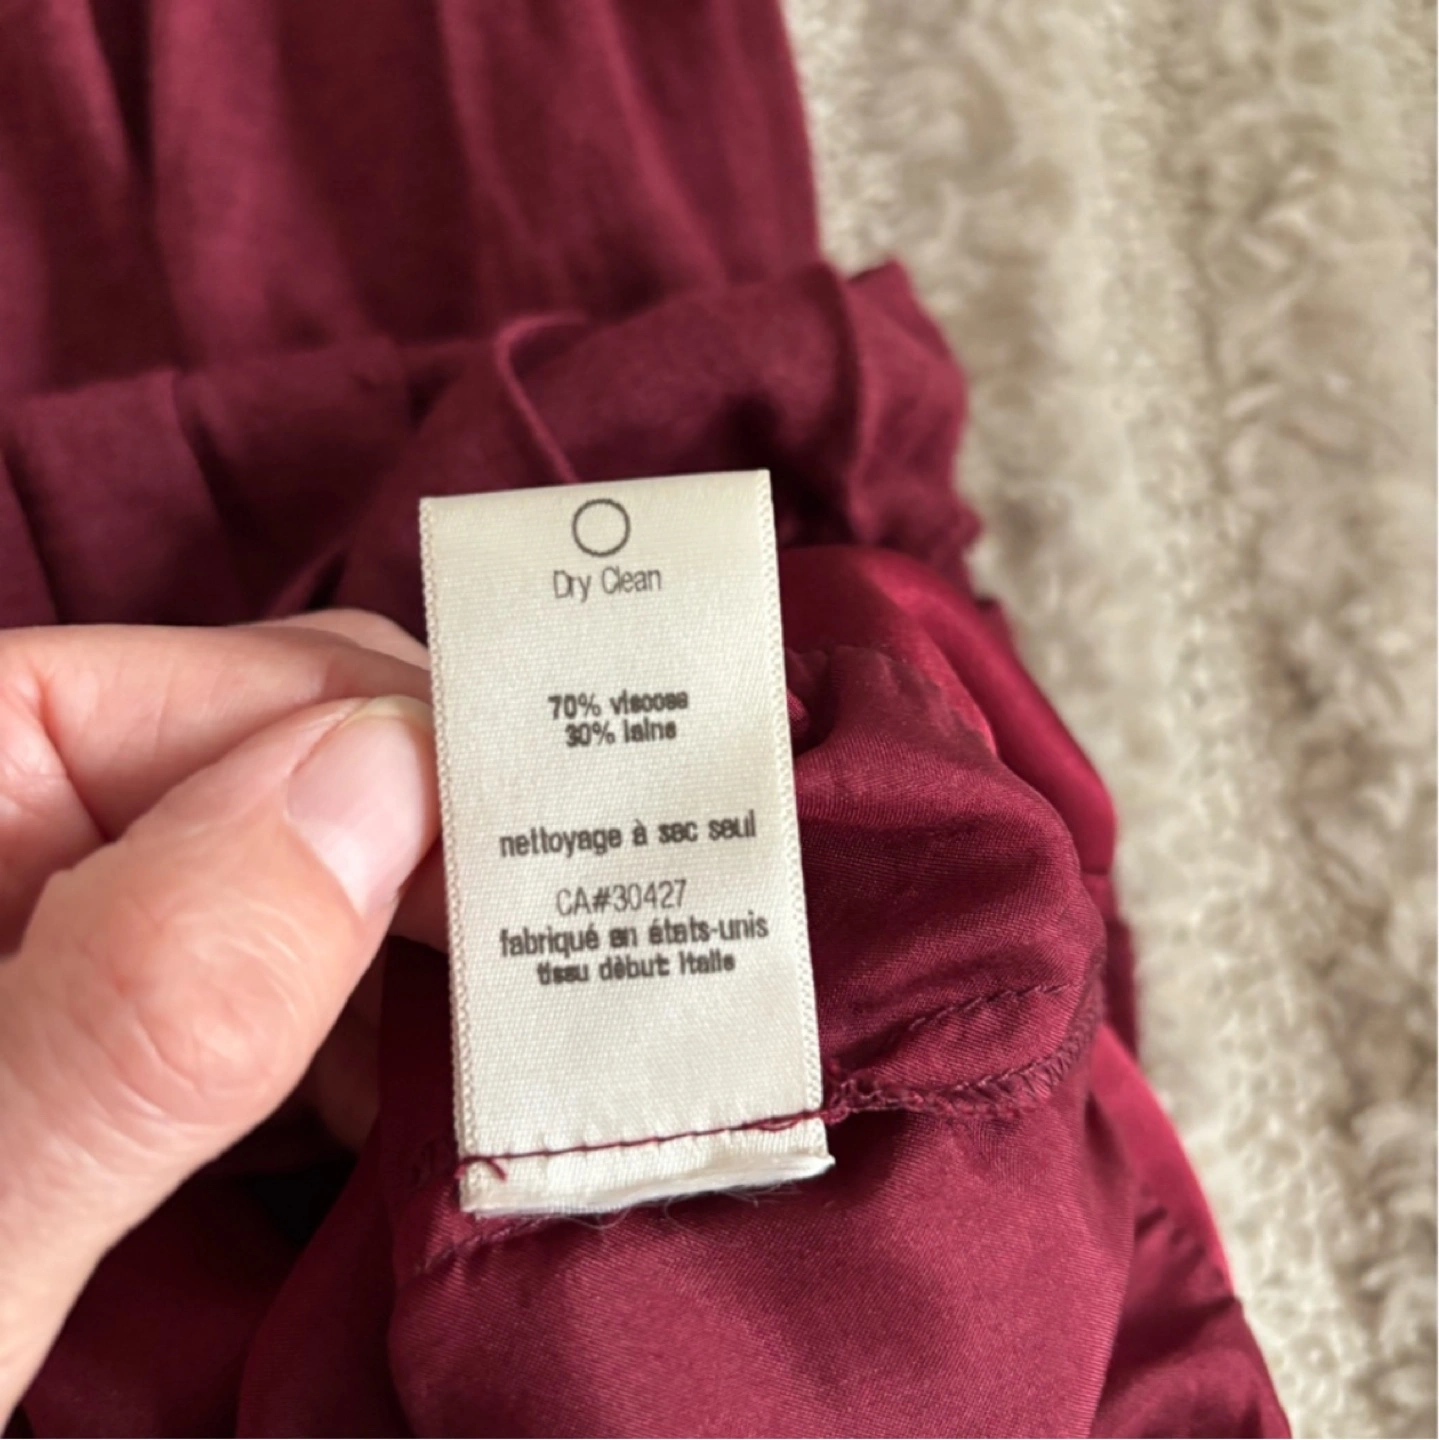 Dry Clean
70% viscose
30% laine
nettoyage à sec seul
CA#30427
fabriqué en états-unis
tissu début: Italie